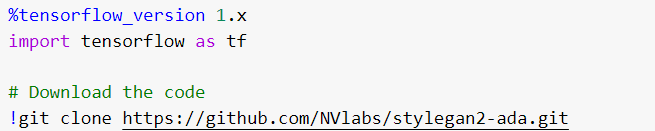 %tensorflow_version 1.x
import tensorflow as tf
# Download the code
!git clone https://github.com/NVlabs/stylegan2-ada.git